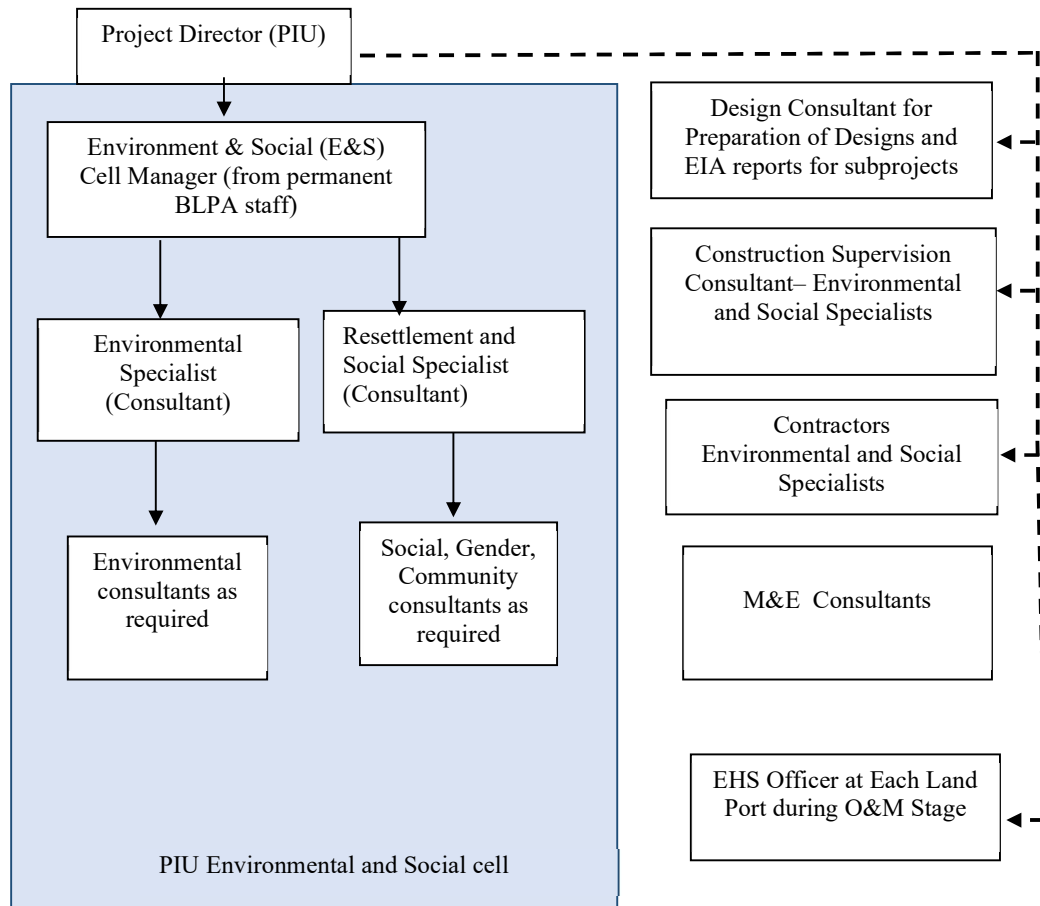 Project Director (PIU)
Environment & Social (E&S)
Cell Manager (from permanent
BLPA staff)
Environmental
Specialist
(Consultant)
Resettlement and
Social Specialist
(Consultant)
Environmental
consultants as
required
Social, Gender,
Community
consultants as
required
PIU Environmental and Social cell
Design Consultant for
Preparation of Designs and
EIA reports for subprojects
Construction Supervision
Consultant– Environmental
and Social Specialists
Contractors
Environmental and Social
Specialists
M&E Consultants
EHS Officer at Each Land
Port during O&M Stage